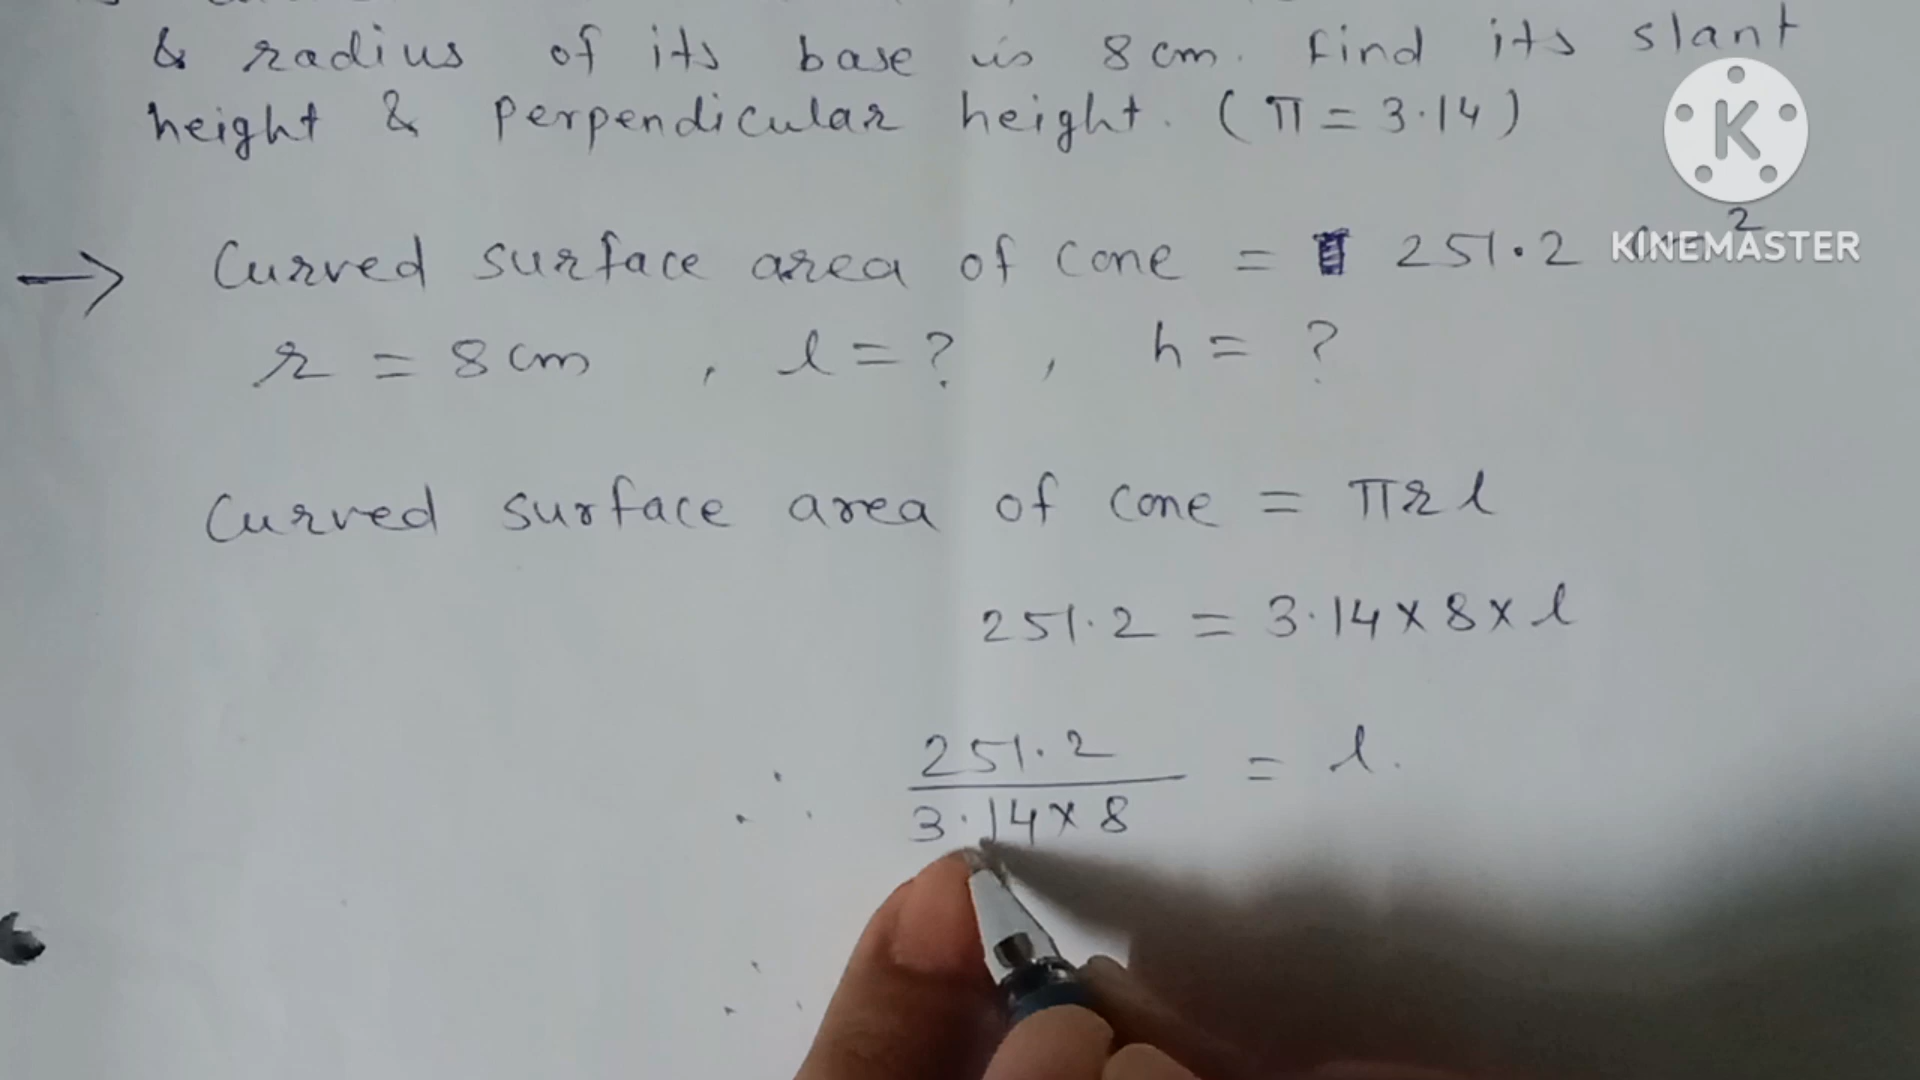 & radius of its base is 8 cm. Find its slant
height & perpendicular height. (π = 3.14)
K
KINEMASTER
Curved surface area of cone = 251.2
r = 8 cm , l = ? , h = ?
Curved surface area of cone = πrl
251.2 = 3.14 × 8 × l
∴ 251.2 / 3.14 × 8 = l.